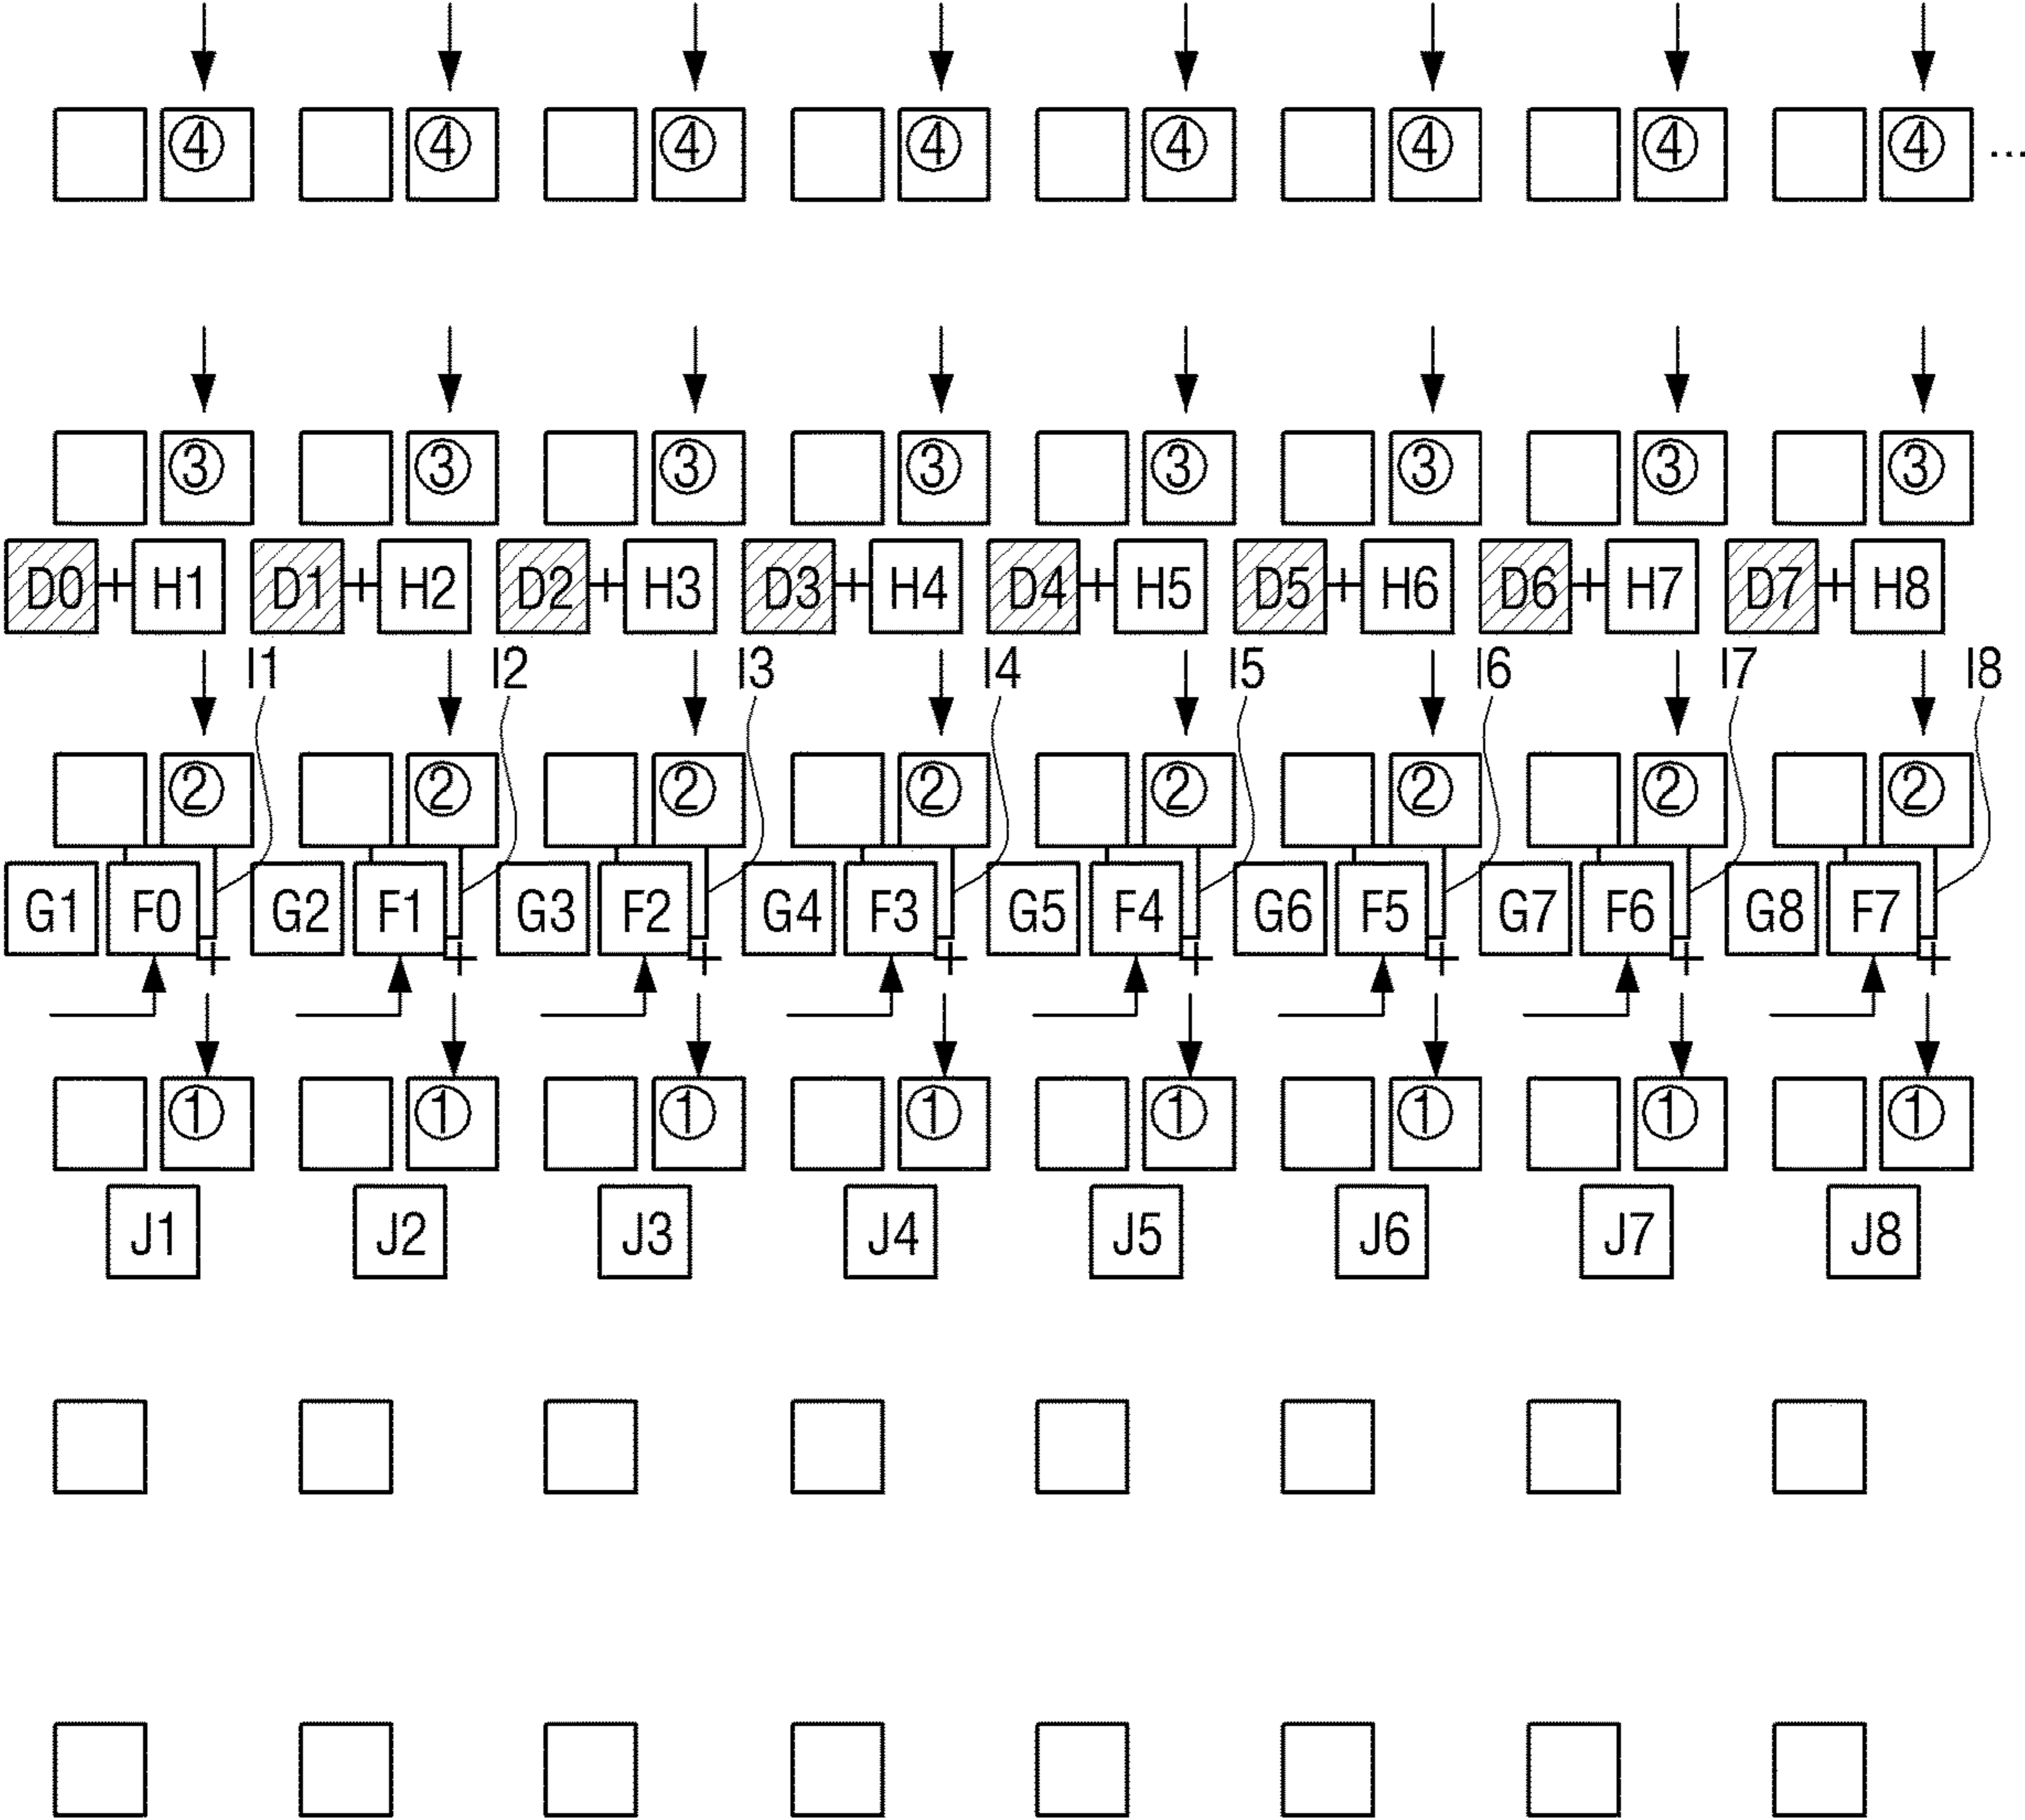 ④ ④ ④ ④ ④ ④ ④ ④ ...
③ ③ ③ ③ ③ ③ ③ ③
D0 + H1 D1 + H2 D2 + H3 D3 + H4 D4 + H5 D5 + H6 D6 + H7 D7 + H8
I1 I2 I3 I4 I5 I6 I7 I8
② ② ② ② ② ② ② ②
G1 F0 G2 F1 G3 F2 G4 F3 G5 F4 G6 F5 G7 F6 G8 F7
+ + + + + + + +
① ① ① ① ① ① ① ①
J1 J2 J3 J4 J5 J6 J7 J8